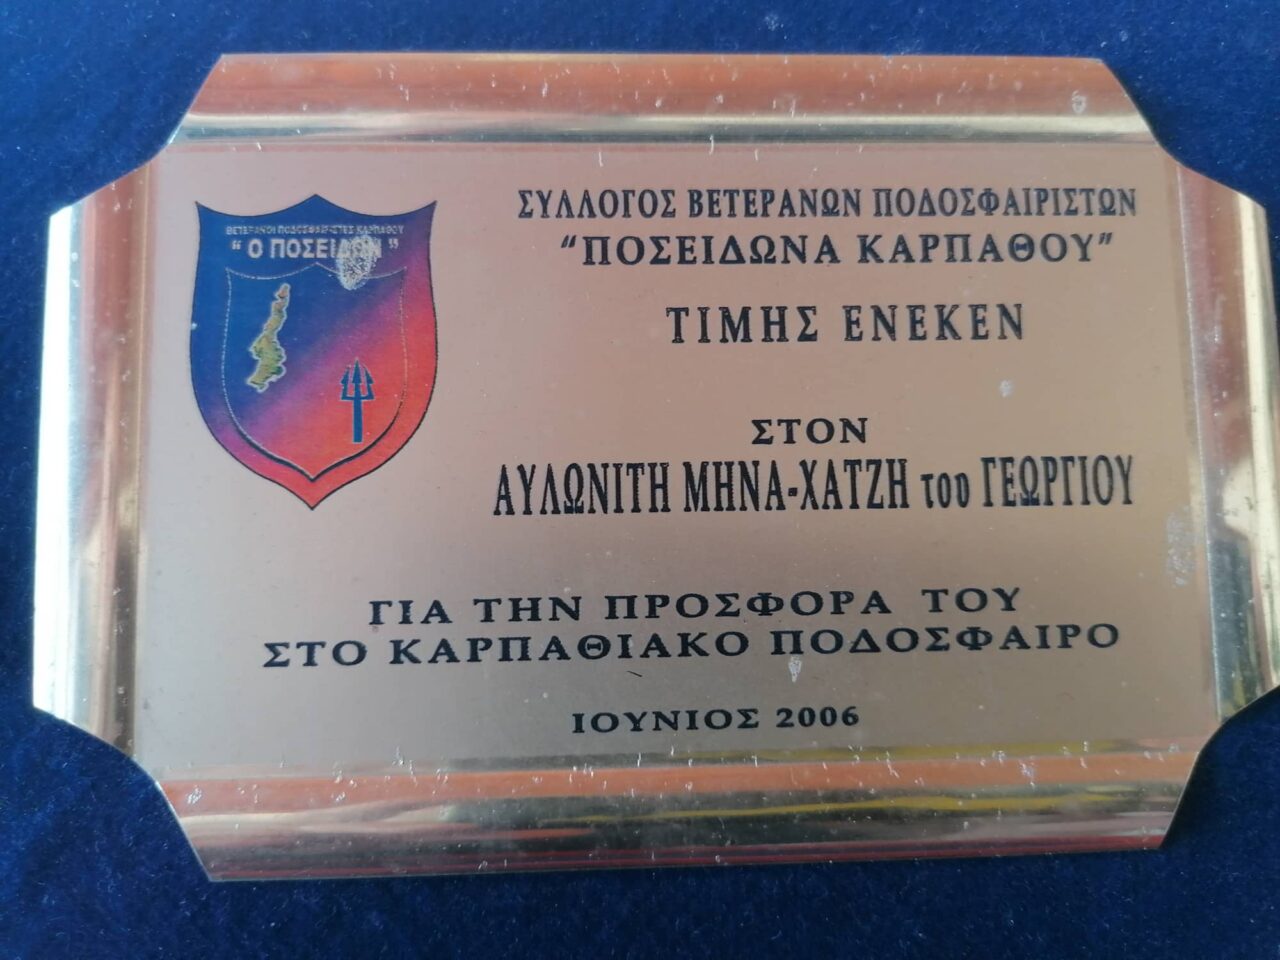 ΒΕΤΕΡΑΝΟΙ ΠΟΔΟΣΦΑΙΡΙΣΤΕΣ ΚΑΡΠΑΘΟΥ
“ Ο ΠΟΣΕΙΔΩΝ ”
ΣΥΛΛΟΓΟΣ ΒΕΤΕΡΑΝΩΝ ΠΟΔΟΣΦΑΙΡΙΣΤΩΝ
“ΠΟΣΕΙΔΩΝΑ ΚΑΡΠΑΘΟΥ”
ΤΙΜΗΣ ΕΝΕΚΕΝ
ΣΤΟΝ
ΑΥΛΩΝΙΤΗ ΜΗΝΑ-ΧΑΤΖΗ του ΓΕΩΡΓΙΟΥ
ΓΙΑ ΤΗΝ ΠΡΟΣΦΟΡΑ ΤΟΥ
ΣΤΟ ΚΑΡΠΑΘΙΑΚΟ ΠΟΔΟΣΦΑΙΡΟ
ΙΟΥΝΙΟΣ 2006